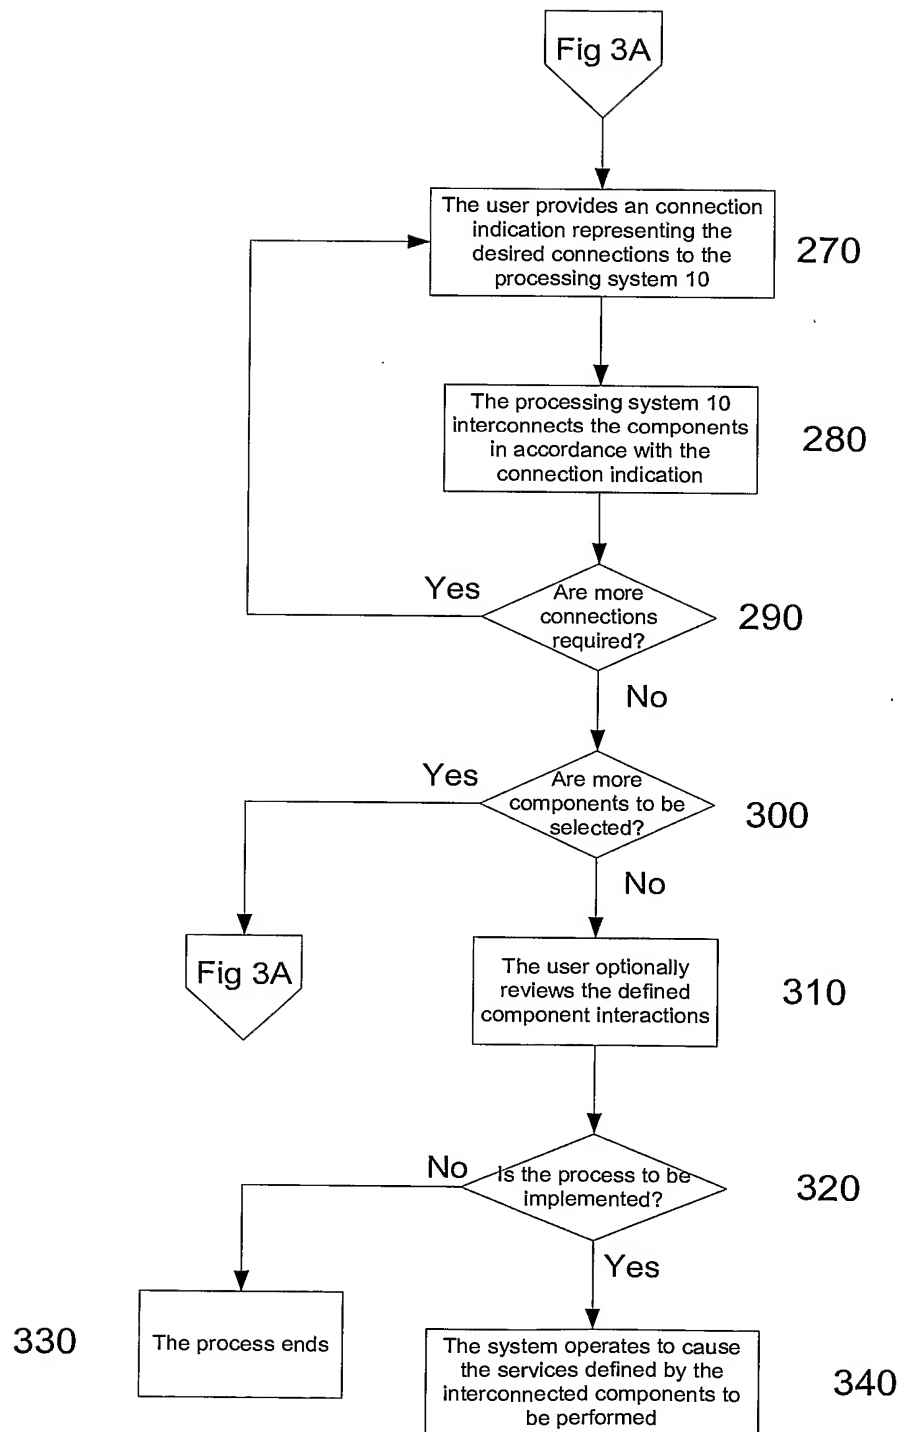 Fig 3A
The user provides an connection
indication representing the
desired connections to the
processing system 10
270
The processing system 10
interconnects the components
in accordance with the
connection indication
280
Yes
Are more
connections
required?
290
No
Yes
Are more
components to be
selected?
300
No
Fig 3A
The user optionally
reviews the defined
component interactions
310
No
Is the process to be
implemented?
320
Yes
330
The process ends
The system operates to cause
the services defined by the
interconnected components to
be performed
340